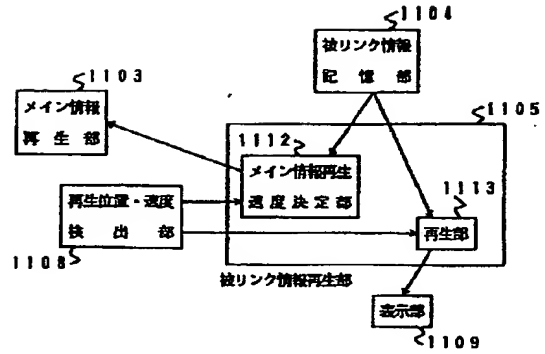 1104
被リンク情報
記憶部
1103
メイン情報
再生部
1105
1112
メイン情報再生
速度決定部
1113
再生位置・速度
検出部
再生部
1108
被リンク情報再生部
表示部
1109